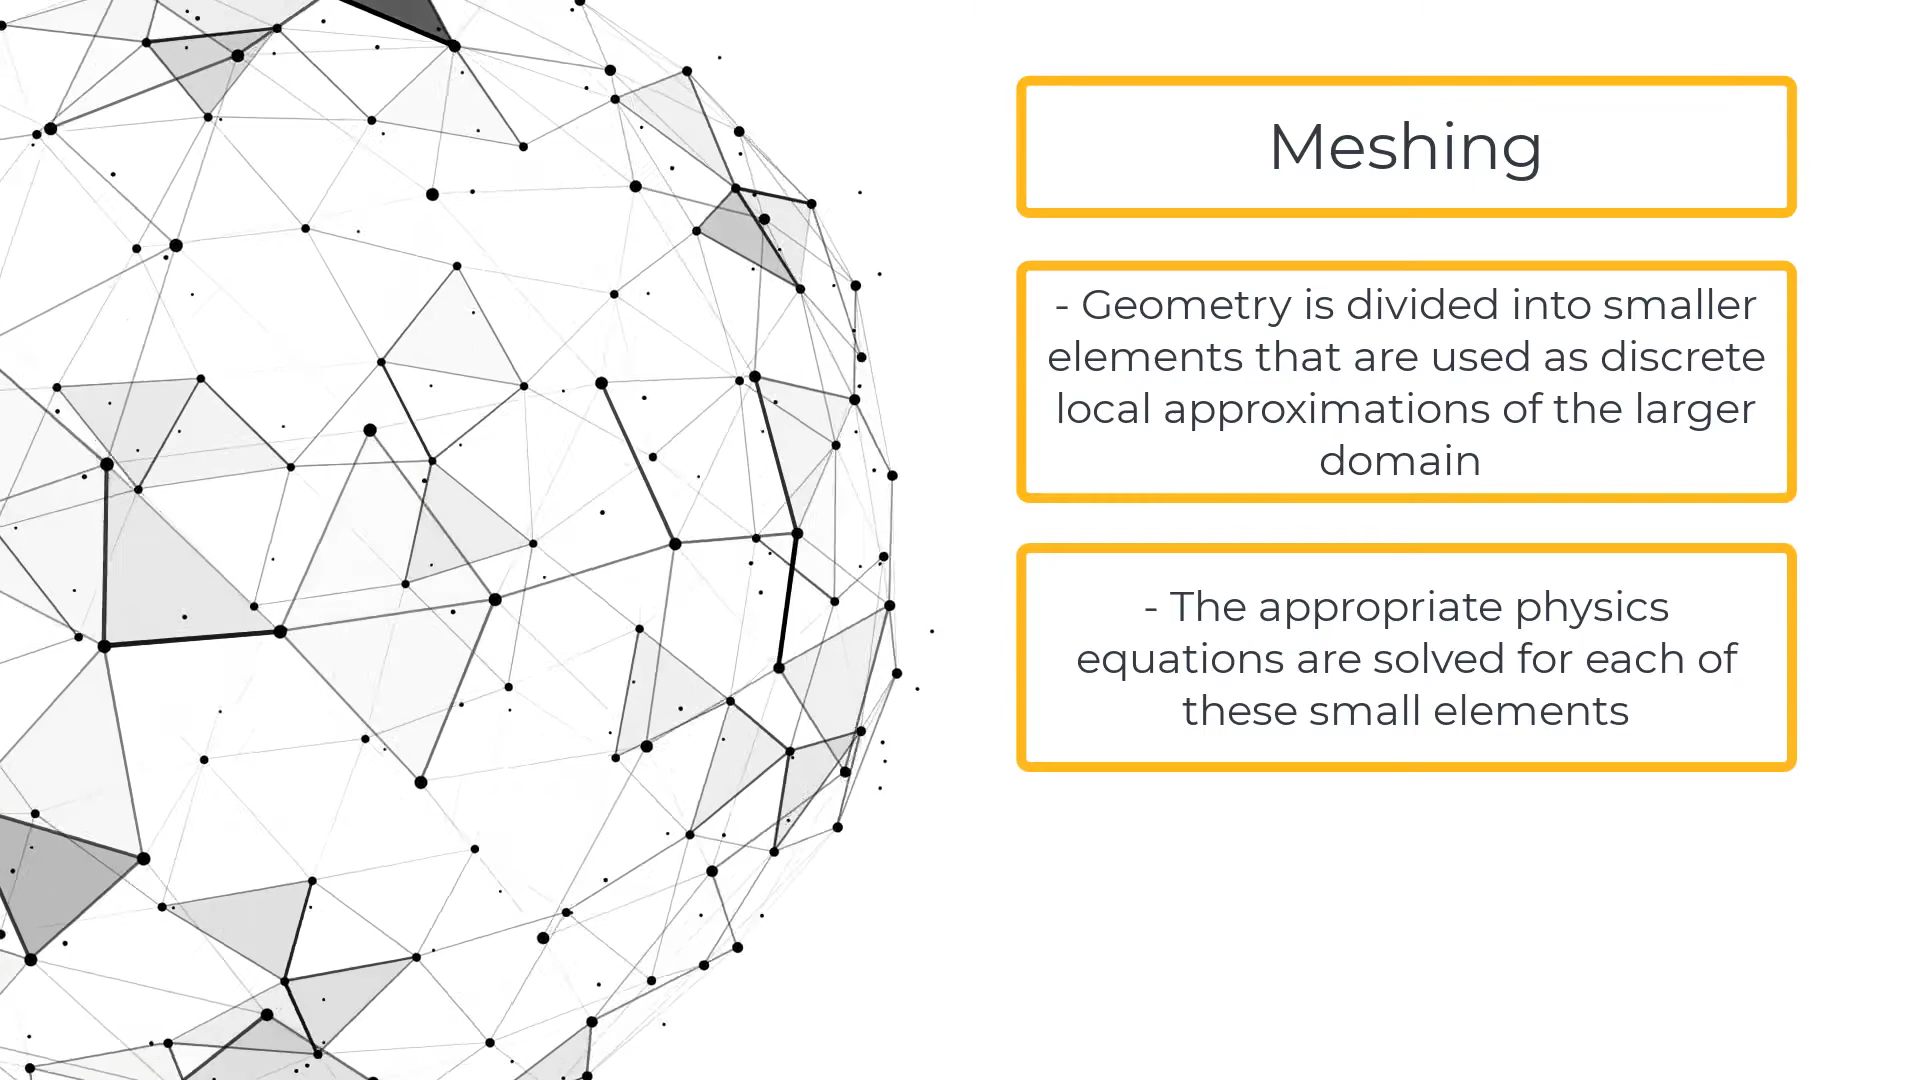 Meshing
- Geometry is divided into smaller
elements that are used as discrete
local approximations of the larger
domain
- The appropriate physics
equations are solved for each of
these small elements